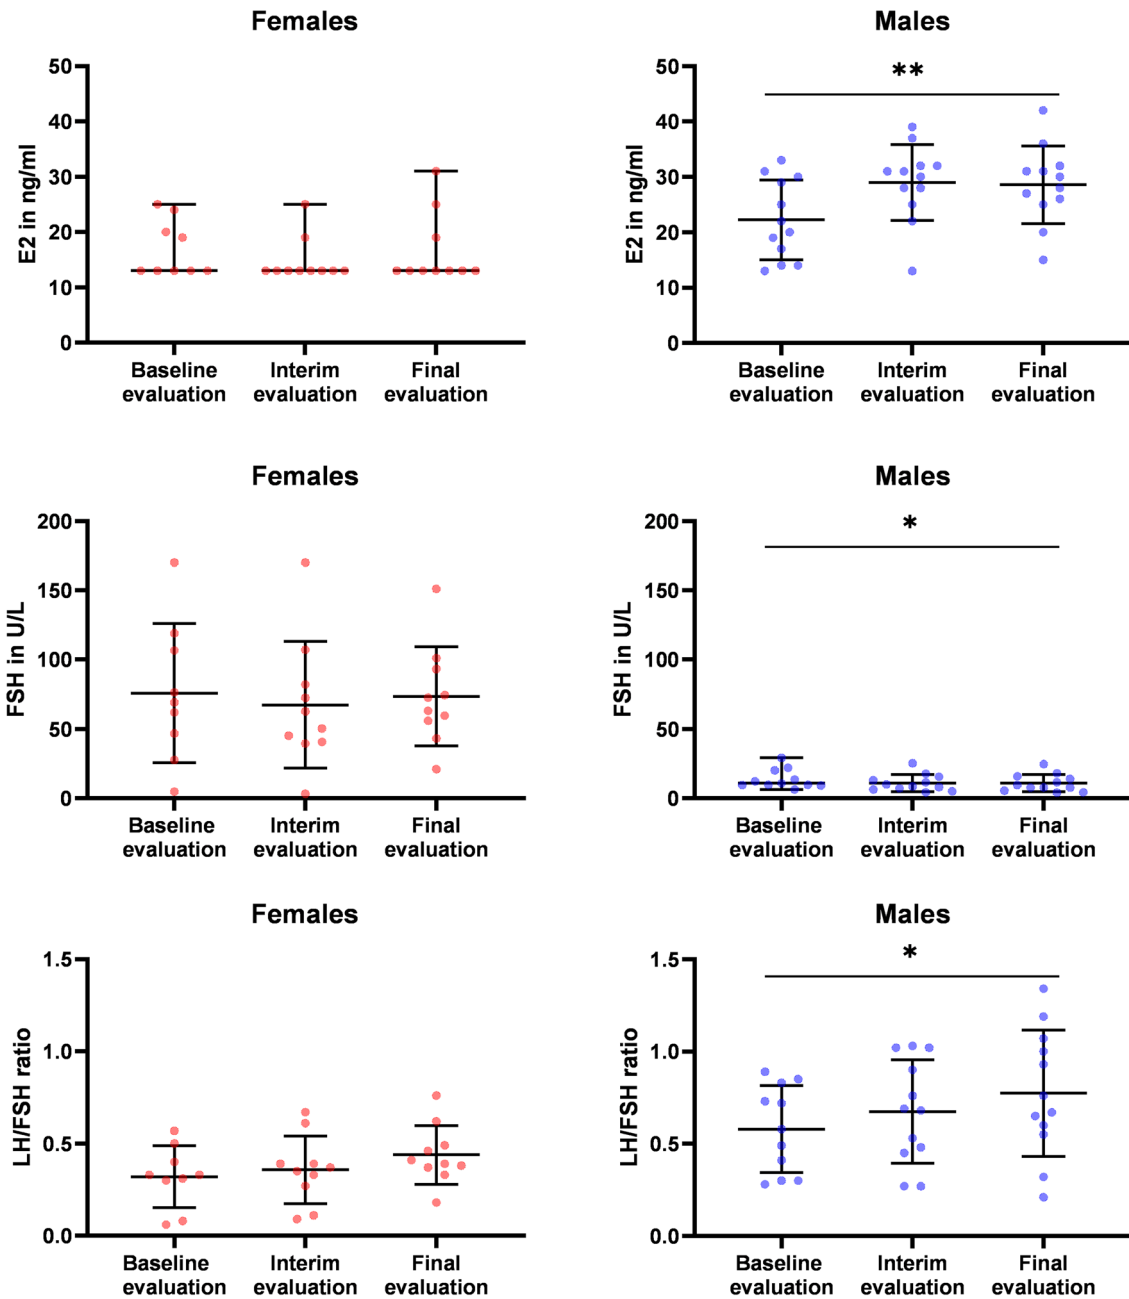 Females
E2 in ng/ml
50
40
30
20
10
0
Baseline evaluation
Interim evaluation
Final evaluation
Males
**
E2 in ng/ml
50
40
30
20
10
0
Baseline evaluation
Interim evaluation
Final evaluation
Females
FSH in U/L
200
150
100
50
0
Baseline evaluation
Interim evaluation
Final evaluation
Males
*
FSH in U/L
200
150
100
50
0
Baseline evaluation
Interim evaluation
Final evaluation
Females
LH/FSH ratio
1.5
1.0
0.5
0.0
Baseline evaluation
Interim evaluation
Final evaluation
Males
*
LH/FSH ratio
1.5
1.0
0.5
0.0
Baseline evaluation
Interim evaluation
Final evaluation